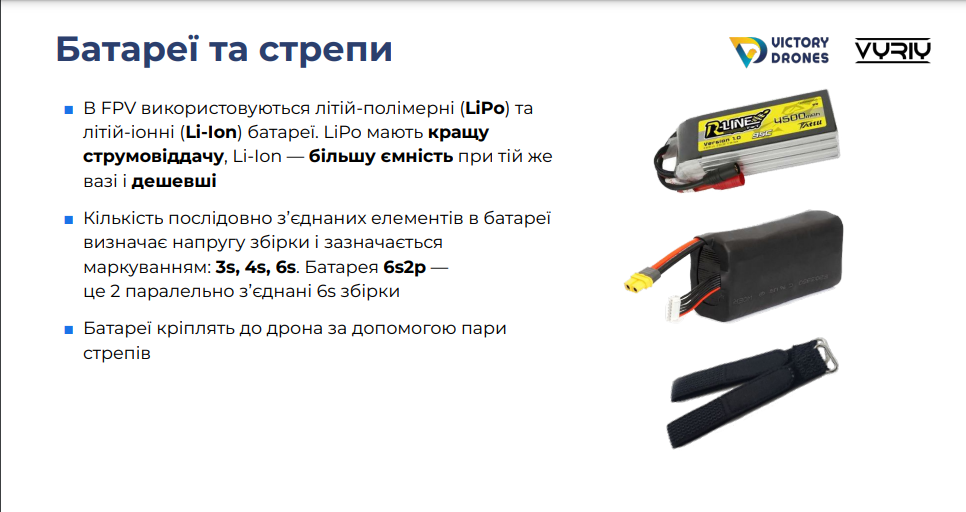 Батареї та стрепи
VICTORY
DRONES
VYRIY
В FPV використовуються літій-полімерні (LiPo) та
літій-іонні (Li-Ion) батареї. LiPo мають кращу
струмовіддачу, Li-Ion — більшу ємність при тій же
вазі і дешевші
Кількість послідовно з’єднаних елементів в батареї
визначає напругу збірки і зазначається
маркуванням: 3s, 4s, 6s. Батарея 6s2p —
це 2 паралельно з’єднані 6s збірки
Батареї кріплять до дрона за допомогою пари
стрепів
R-LINE
4500mAh
Version 1.0
95C
TATTU